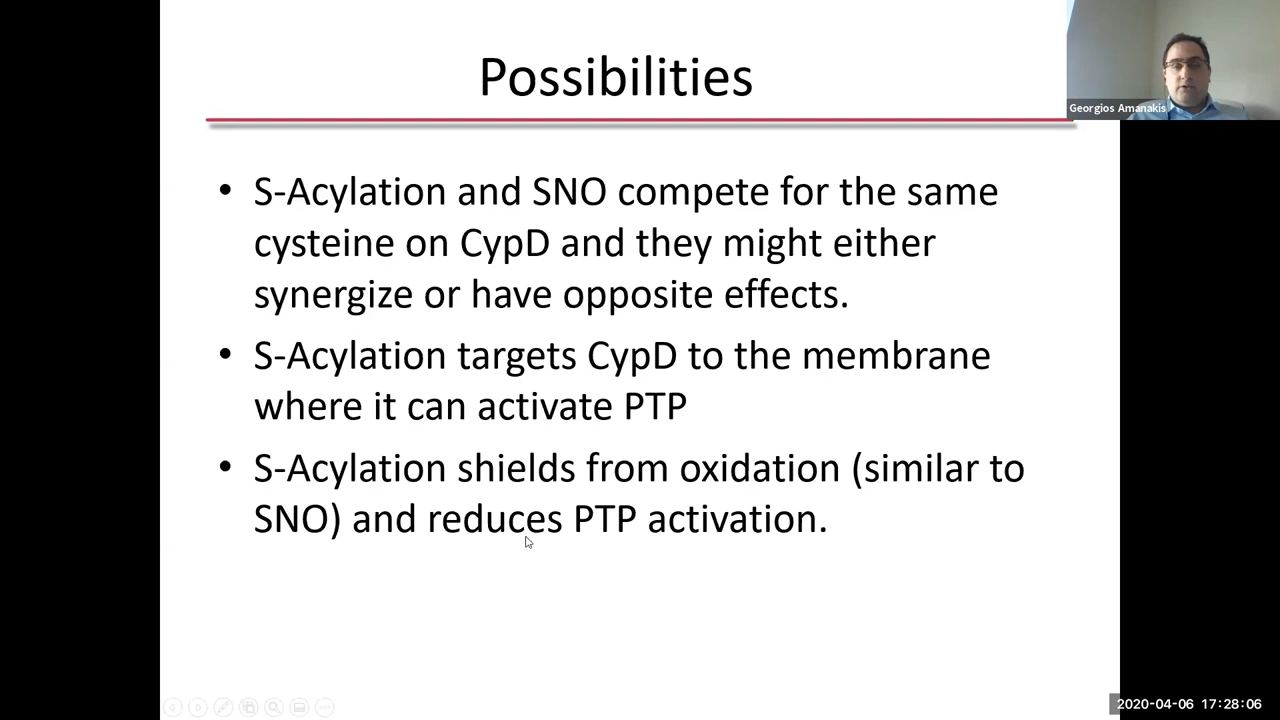 Possibilities
Georgios Amanakis
• S-Acylation and SNO compete for the same
cysteine on CypD and they might either
synergize or have opposite effects.
• S-Acylation targets CypD to the membrane
where it can activate PTP
• S-Acylation shields from oxidation (similar to
SNO) and reduces PTP activation.
2020-04-06 17:28:06